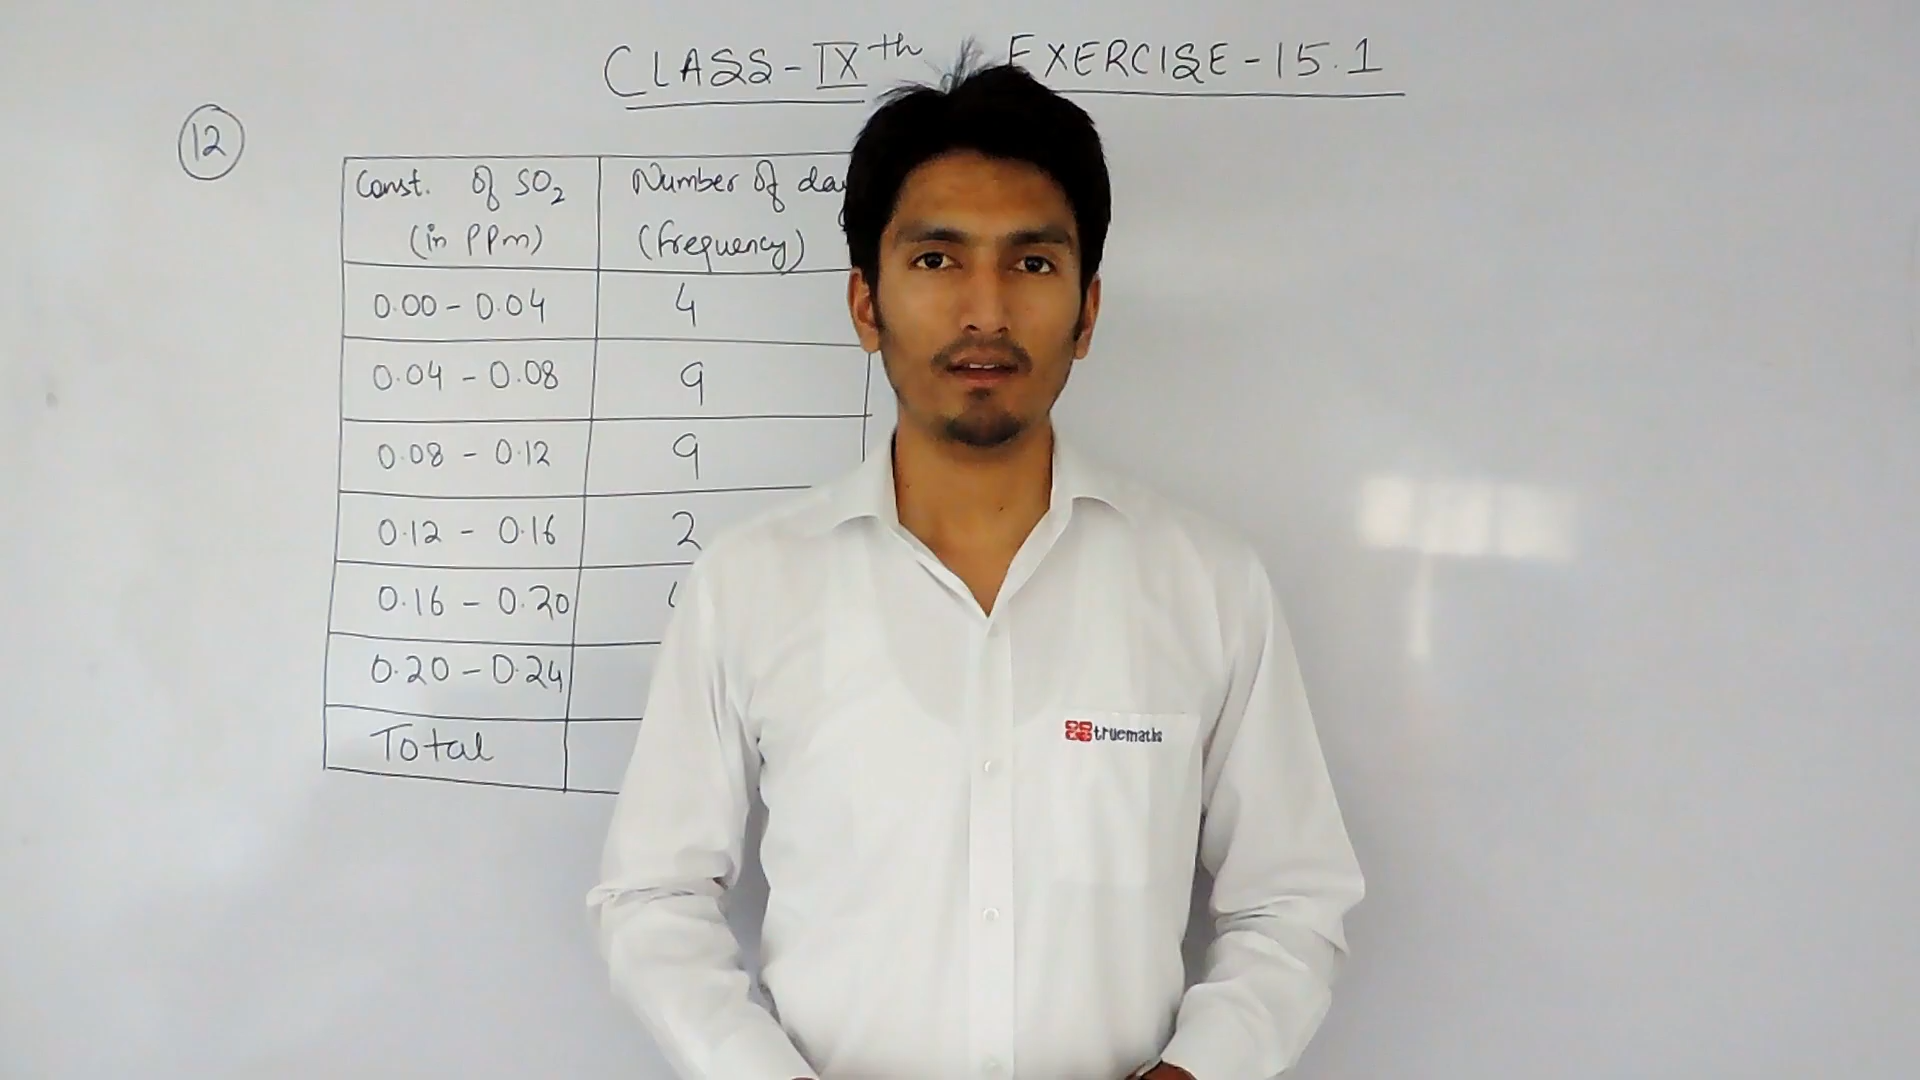 CLASS-IXth EXERCISE-15.1
12
Const. of SO2 Number of day
(in PPm) (frequency)
0.00 - 0.04 4
0.04 - 0.08 9
0.08 - 0.12 9
0.12 - 0.16 2
0.16 - 0.20
0.20 - 0.24
Total
truemaths